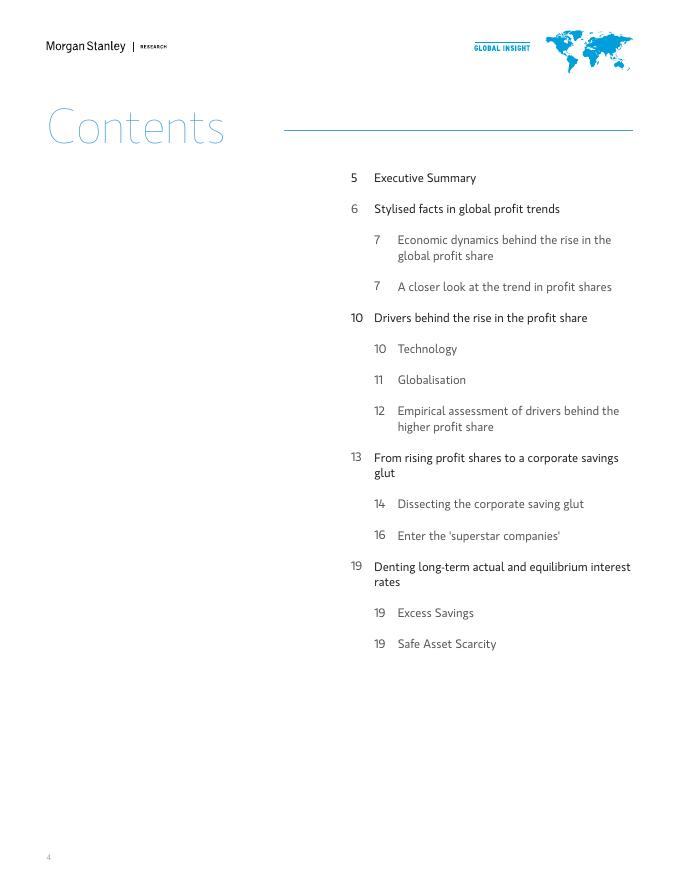 Morgan Stanley | RESEARCH
GLOBAL INSIGHT
Contents
5 Executive Summary
6 Stylised facts in global profit trends
7 Economic dynamics behind the rise in the
global profit share
7 A closer look at the trend in profit shares
10 Drivers behind the rise in the profit share
10 Technology
11 Globalisation
12 Empirical assessment of drivers behind the
higher profit share
13 From rising profit shares to a corporate savings
glut
14 Dissecting the corporate saving glut
16 Enter the 'superstar companies'
19 Denting long-term actual and equilibrium interest
rates
19 Excess Savings
19 Safe Asset Scarcity
4